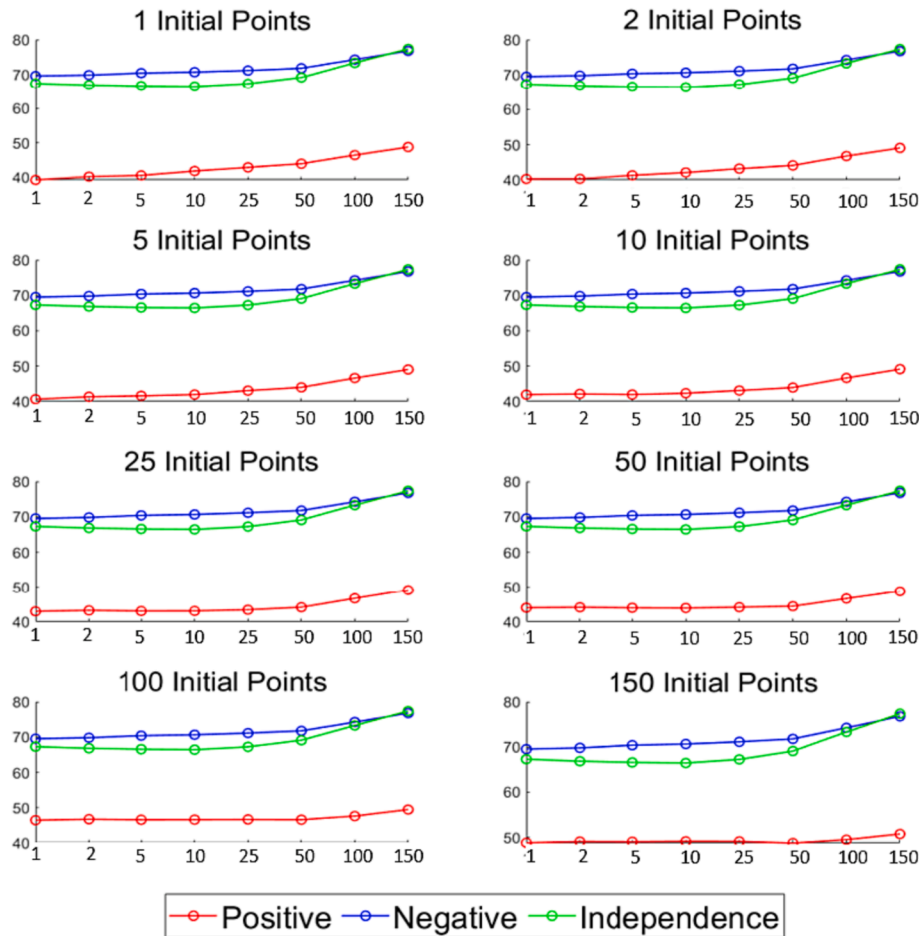 1 Initial Points
80
70
60
50
40
1 2 5 10 25 50 100 150
2 Initial Points
80
70
60
50
40
1 2 5 10 25 50 100 150
5 Initial Points
80
70
60
50
40
1 2 5 10 25 50 100 150
10 Initial Points
80
70
60
50
40
1 2 5 10 25 50 100 150
25 Initial Points
80
70
60
50
40
1 2 5 10 25 50 100 150
50 Initial Points
80
70
60
50
40
1 2 5 10 25 50 100 150
100 Initial Points
80
70
60
50
40
1 2 5 10 25 50 100 150
150 Initial Points
80
70
60
50
1 2 5 10 25 50 100 150
Positive Negative Independence